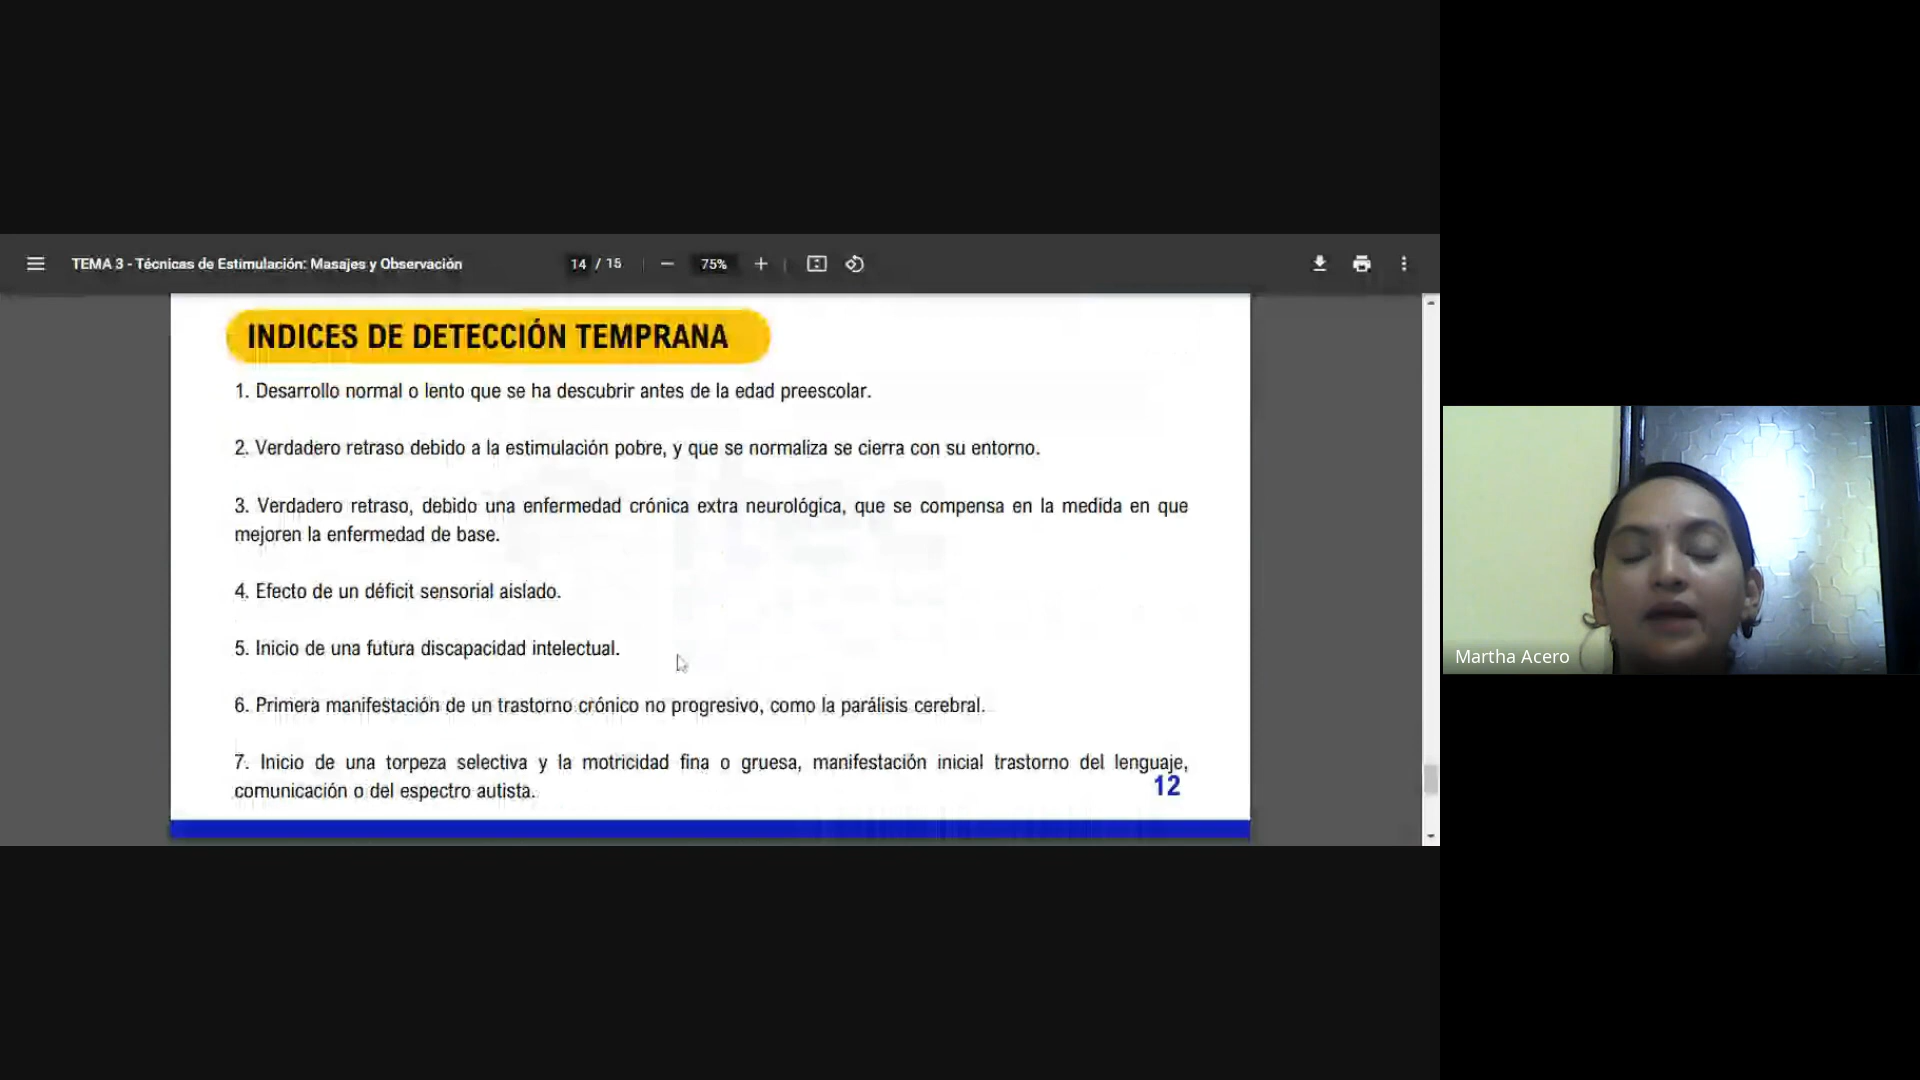 TEMA 3 - Técnicas de Estimulación: Masajes y Observación
14 / 15
75%
INDICES DE DETECCIÓN TEMPRANA
1. Desarrollo normal o lento que se ha descubrir antes de la edad preescolar.
2. Verdadero retraso debido a la estimulación pobre, y que se normaliza se cierra con su entorno.
3. Verdadero retraso, debido una enfermedad crónica extra neurológica, que se compensa en la medida en que
mejoren la enfermedad de base.
4. Efecto de un déficit sensorial aislado.
5. Inicio de una futura discapacidad intelectual.
6. Primera manifestación de un trastorno crónico no progresivo, como la parálisis cerebral.
7. Inicio de una torpeza selectiva y la motricidad fina o gruesa, manifestación inicial trastorno del lenguaje,
comunicación o del espectro autista.
12
Martha Acero